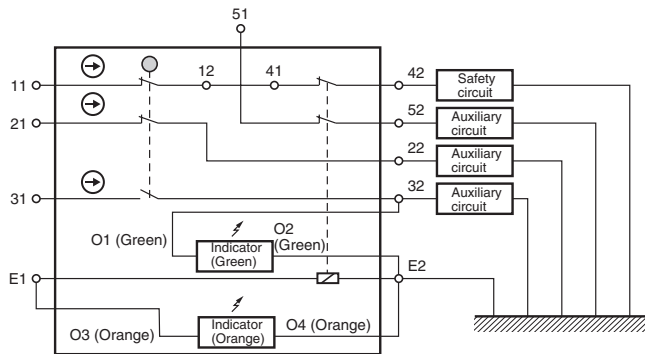 51
11
12
41
42
Safety
circuit
21
52
Auxiliary
circuit
22
Auxiliary
circuit
31
32
Auxiliary
circuit
O1 (Green)
O2
(Green)
Indicator
(Green)
E1
E2
O3 (Orange)
Indicator
(Orange)
O4 (Orange)